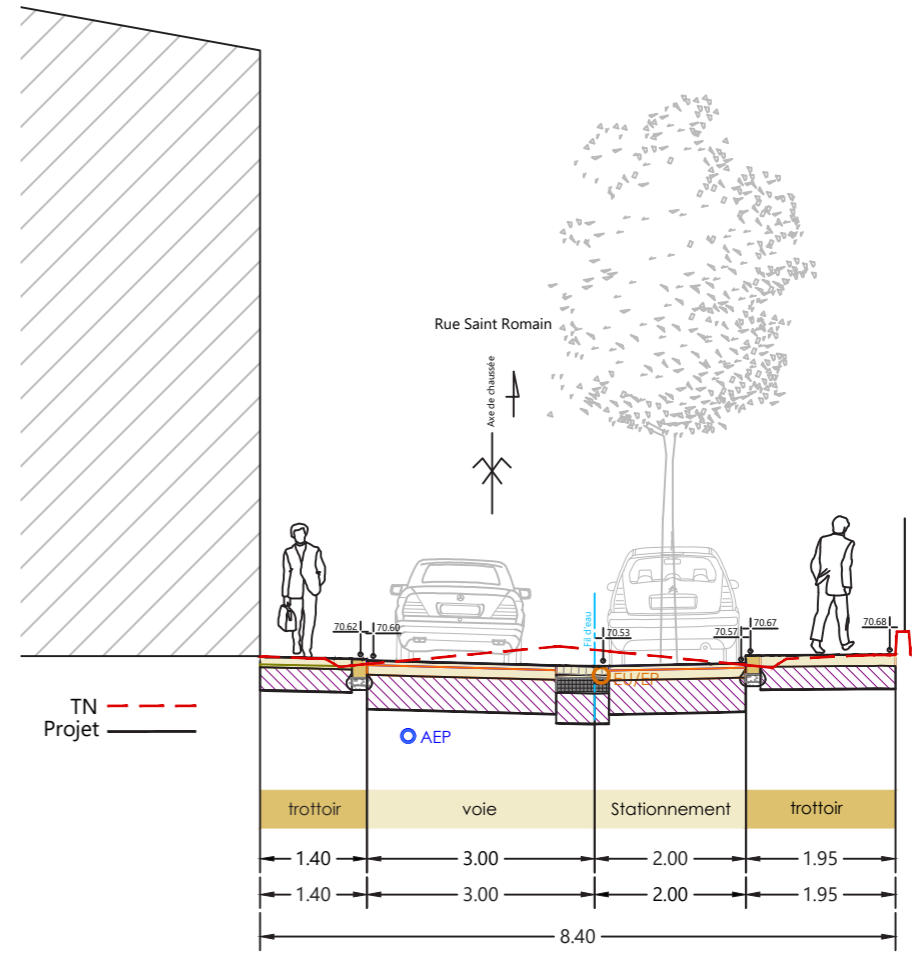 Rue Saint Romain
Axe de chaussée
Fil d'eau
70.62
70.60
70.53
70.57
70.67
70.68
EU/EP
TN
Projet
AEP
trottoir
voie
Stationnement
trottoir
1.40
3.00
2.00
1.95
1.40
3.00
2.00
1.95
8.40